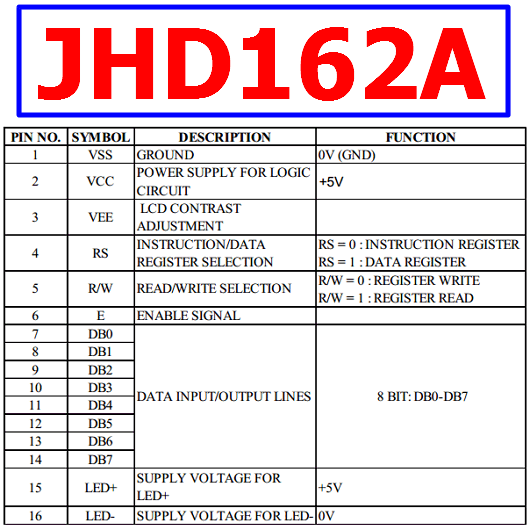 JHD162A
PIN NO. SYMBOL DESCRIPTION FUNCTION
1 VSS GROUND 0V (GND)
2 VCC POWER SUPPLY FOR LOGIC CIRCUIT +5V
3 VEE LCD CONTRAST ADJUSTMENT
4 RS INSTRUCTION/DATA REGISTER SELECTION RS = 0 : INSTRUCTION REGISTER
RS = 1 : DATA REGISTER
5 R/W READ/WRITE SELECTION R/W = 0 : REGISTER WRITE
R/W = 1 : REGISTER READ
6 E ENABLE SIGNAL
7 DB0
8 DB1
9 DB2
10 DB3
DATA INPUT/OUTPUT LINES 8 BIT: DB0-DB7
11 DB4
12 DB5
13 DB6
14 DB7
15 LED+ SUPPLY VOLTAGE FOR LED+ +5V
16 LED- SUPPLY VOLTAGE FOR LED- 0V